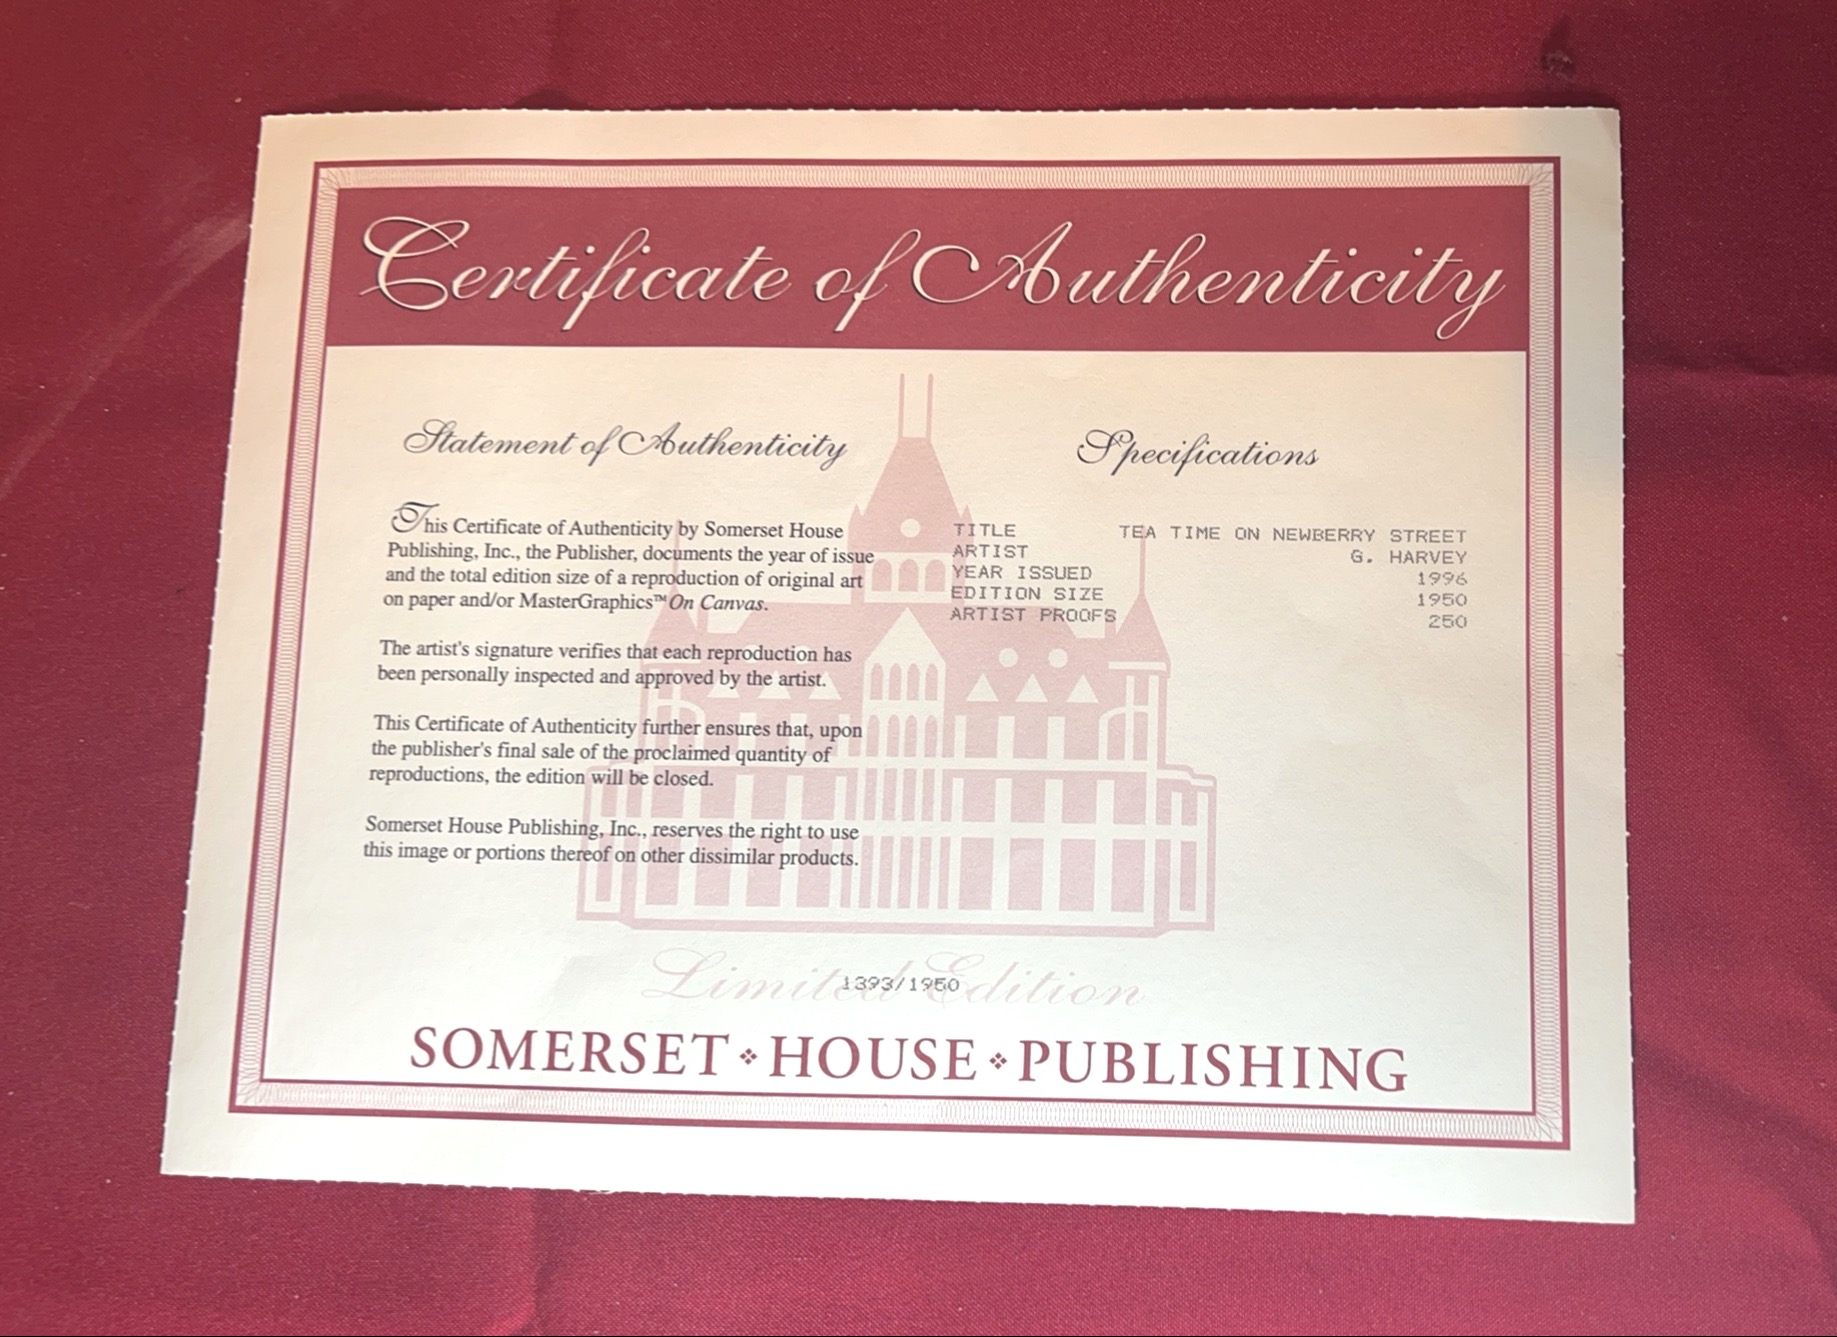 Certificate of Authenticity
Statement of Authenticity
This Certificate of Authenticity by Somerset House
Publishing, Inc., the Publisher, documents the year of issue
and the total edition size of a reproduction of original art
on paper and/or MasterGraphics™ On Canvas.
The artist's signature verifies that each reproduction has
been personally inspected and approved by the artist.
This Certificate of Authenticity further ensures that, upon
the publisher's final sale of the proclaimed quantity of
reproductions, the edition will be closed.
Somerset House Publishing, Inc., reserves the right to use
this image or portions thereof on other dissimilar products.
Specifications
TITLE TEA TIME ON NEWBERRY STREET
ARTIST G. HARVEY
YEAR ISSUED 1996
EDITION SIZE 1950
ARTIST PROOFS 250
Limited Edition
1393/1950
SOMERSET ❖ HOUSE ❖ PUBLISHING